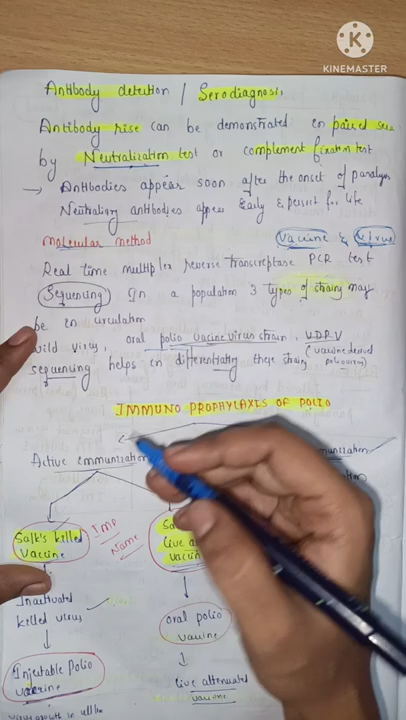 KINEMASTER
Antibody detection / Serodiagnosis
Antibody rise can be demonstrated in paired sera
by Neutralization test or complement fixation test
→ Antibodies appear soon after the onset of paralysis
Neutralizing antibodies appear Early & persist for life
Molecular method
Vaccine & Virus
Real time multiplex reverse transcriptase PCR test
Sequencing In a population 3 types of strains may
be in circulation
Wild virus, oral polio vaccine virus strain, VDPV
(vaccine derived
sequencing helps in differentiating these strains polio virus)
IMMUNO PROPHYLAXIS OF POLIO
Active immunization
Salk's killed
vaccine
Imp
Name
Live
vaccine
Inactivated
killed virus
oral polio
vaccine
Injectable polio
vaccine
live attenuated
vaccine
virus growth in